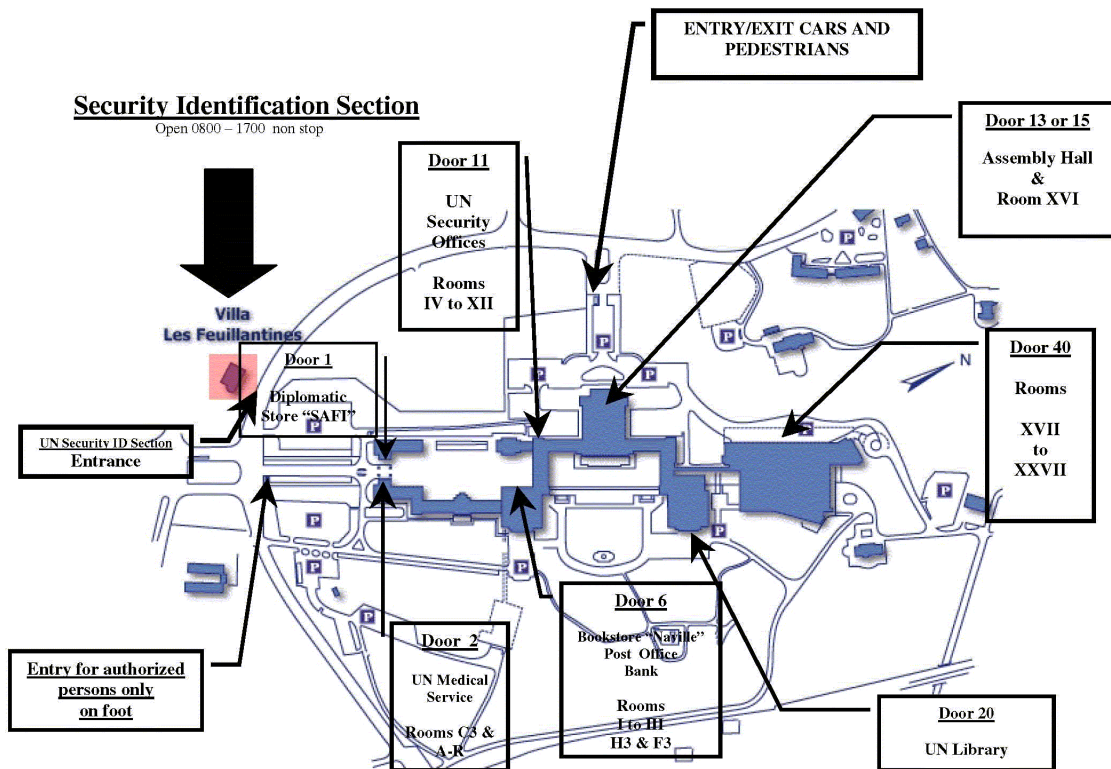 ENTRY/EXIT CARS AND
PEDESTRIANS
Security Identification Section
Open 0800 – 1700 non stop
Door 13 or 15
Assembly Hall
&
Room XVI
Door 11
UN
Security
Offices
Rooms
IV to XII
Villa
Les Feuillantines
Door 1
Diplomatic
Store “SAFI”
Door 40
Rooms
XVII
to
XXVII
N
UN Security ID Section
Entrance
P
P
P
P
P
P
P
P
P
P
P
P
P
P
Entry for authorized
persons only
on foot
Door 2
UN Medical
Service
Rooms C3 &
A-R
Door 6
Bookstore “Naville”
Post Office
Bank
Rooms
I to III
H3 & F3
Door 20
UN Library